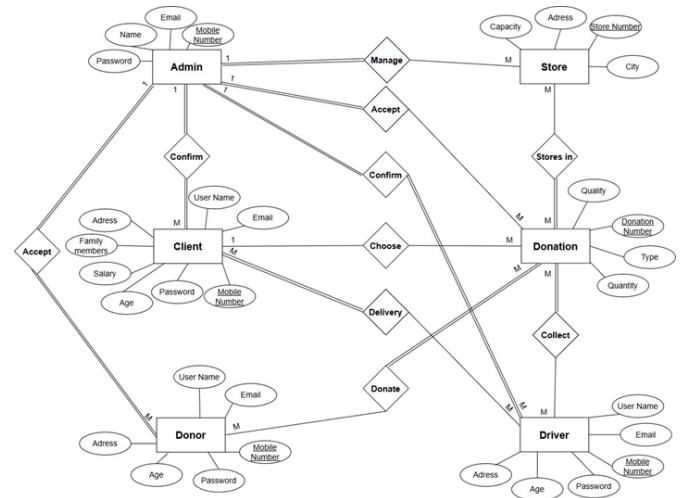 Email
Name
Mobile
Number
Password
Admin
Adress
Capacity
Store Number
Store
City
Manage
1
M
1
1
1
1
M
Accept
Confirm
Confirm
Stores in
User Name
Email
Quality
Adress
M
M
M
Donation
Number
Accept
Family
members
Client
1
Choose
M
Donation
Type
Salary
M
M
M
Quantity
Age
Password
Mobile
Number
Delivery
Collect
User Name
Donate
Email
M
M
M
M
User Name
Donor
M
Driver
Email
Adress
Mobile
Number
Mobile
Number
Age
Password
Adress
Age
Password